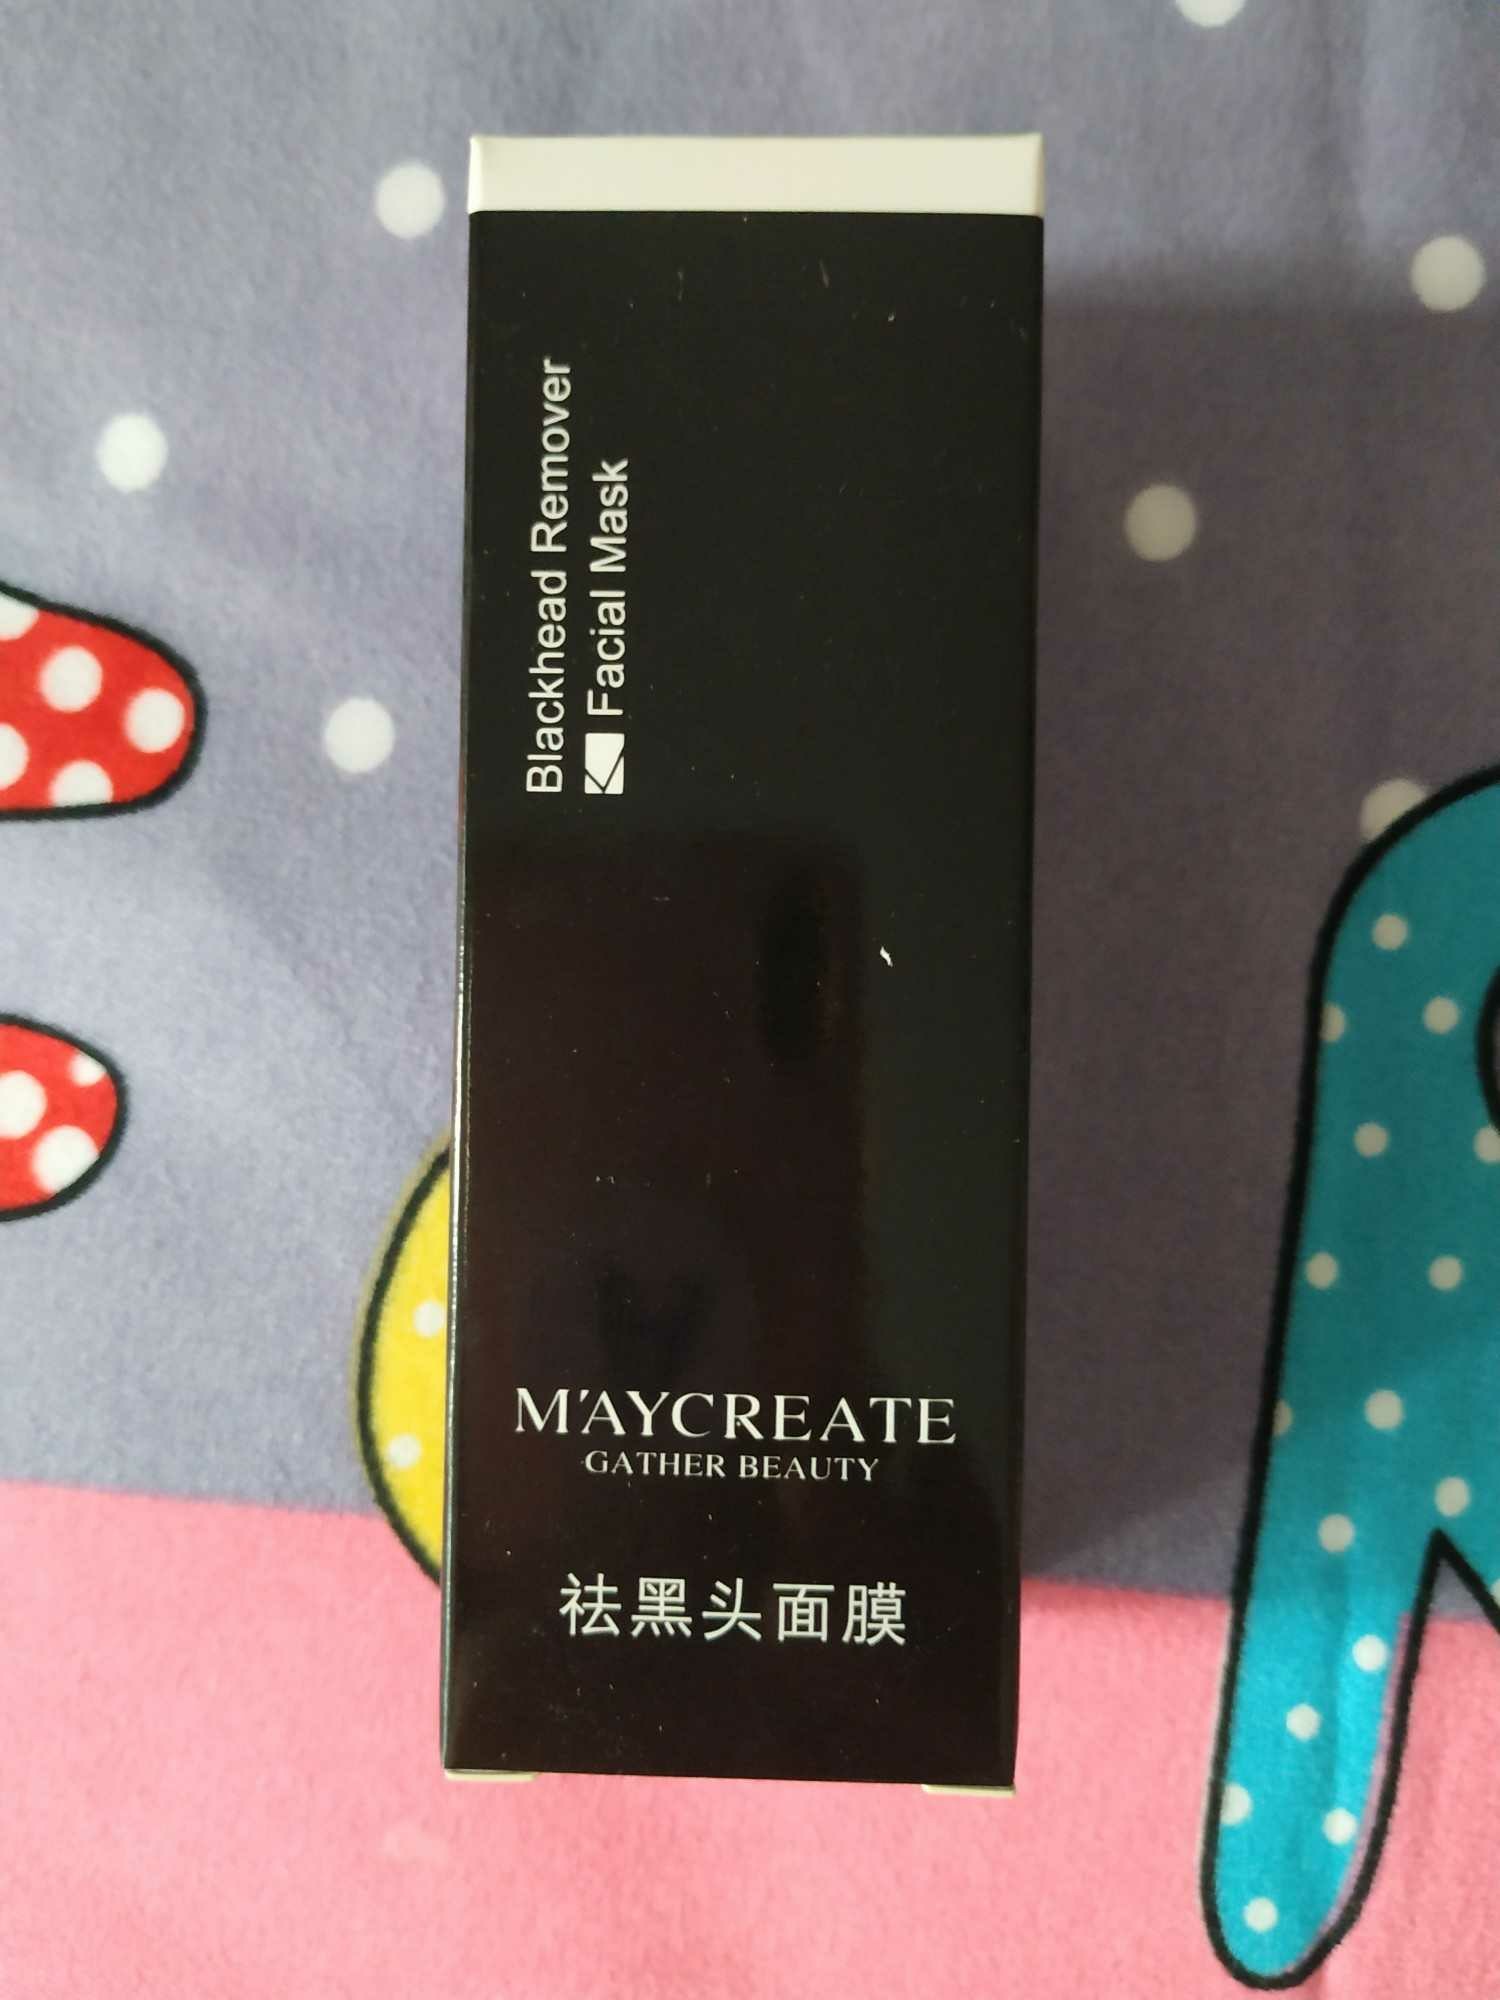 Blackhead Remover
Facial Mask
M'AYCREATE
GATHER BEAUTY
祛黑头面膜